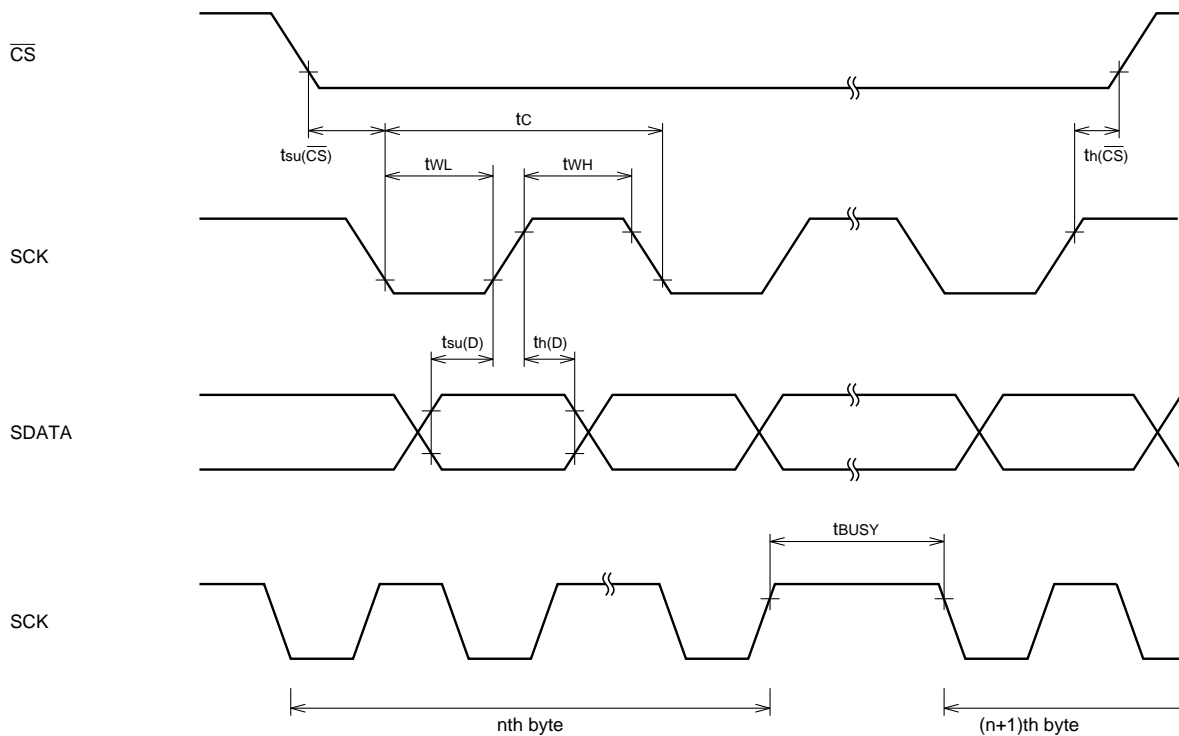 CS
tC
tsu(CS)
tWL
tWH
th(CS)
SCK
tsu(D)
th(D)
SDATA
tBUSY
SCK
nth byte
(n+1)th byte